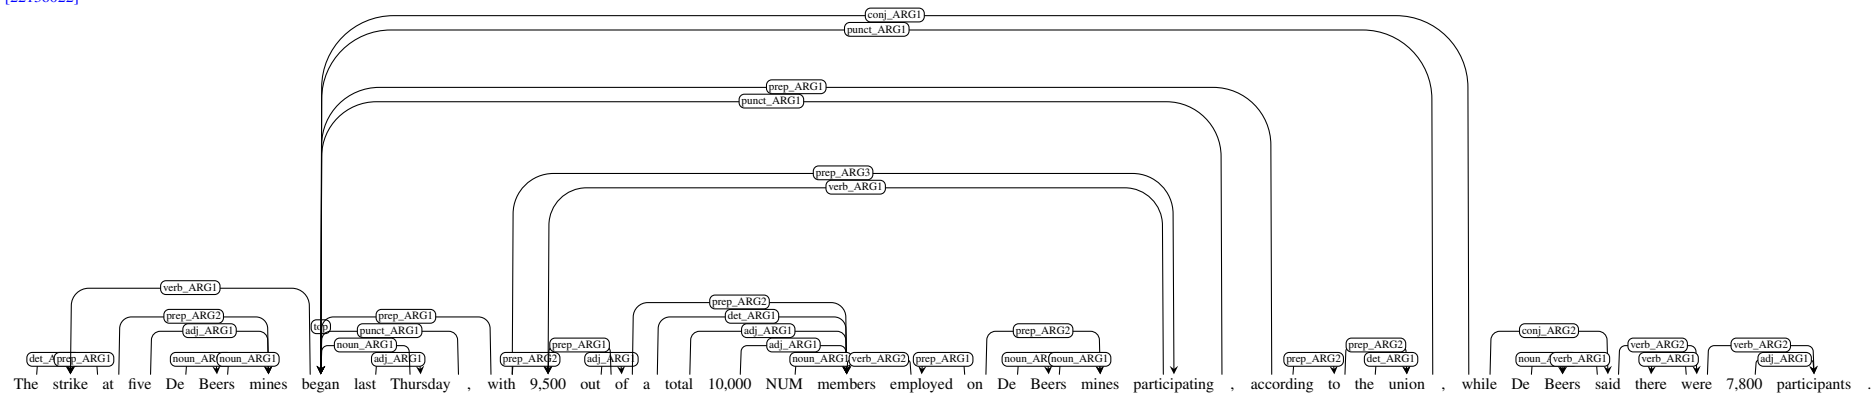 conj_ARG1
punct_ARG1
prep_ARG1
punct_ARG1
prep_ARG3
verb_ARG1
verb_ARG1
prep_ARG2
prep_ARG2 prep_ARG1 det_ARG1
adj_ARG1 top punct_ARG1 adj_ARG1 prep_ARG2 conj_ARG2
noun_ARG1 prep_ARG1 adj_ARG1 prep_ARG2 verb_ARG2 verb_ARG2
prep_ARG1 noun_ARG1 adj_ARG1 prep_ARG2 adj_ARG1 verb_ARG2 prep_ARG1 noun_ARG1 prep_ARG2 det_ARG1 verb_ARG1 verb_ARG1 adj_ARG1
The strike at five De Beers mines began last Thursday , with 9,500 out of a total 10,000 NUM members employed on De Beers mines participating , according to the union , while De Beers said there were 7,800 participants .